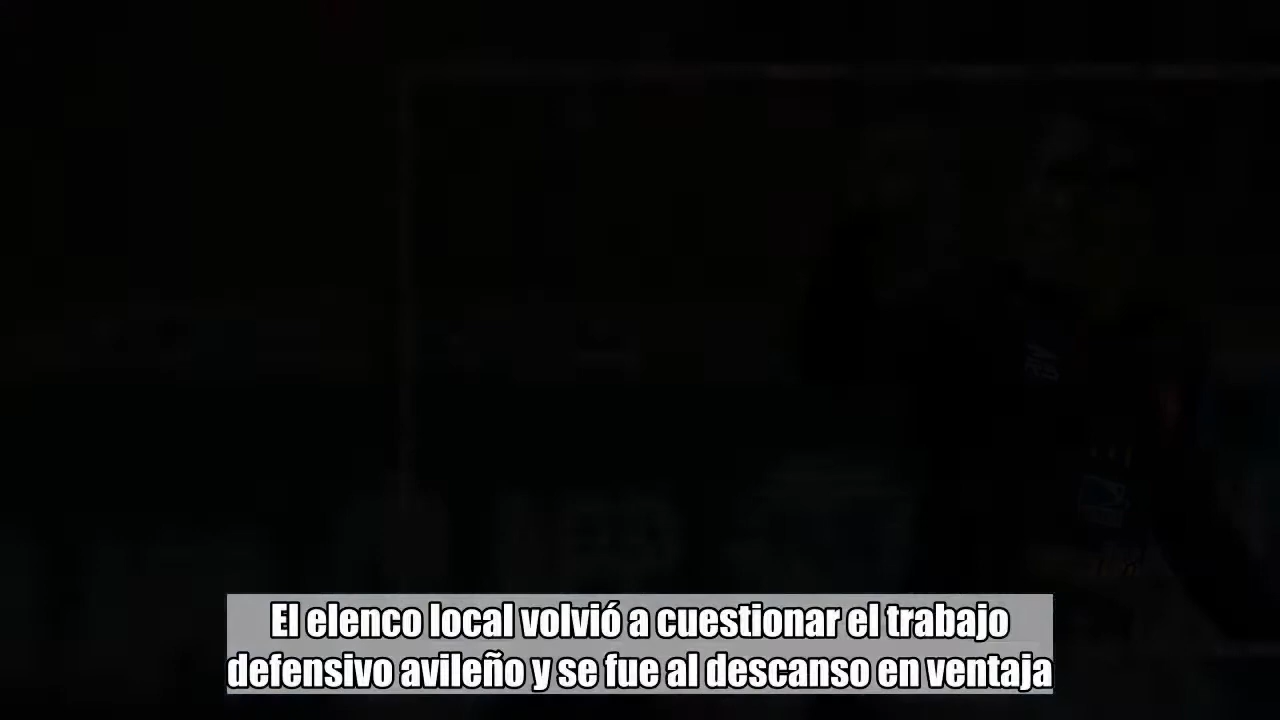 El elenco local volvió a cuestionar el trabajo
defensivo avileño y se fue al descanso en ventaja